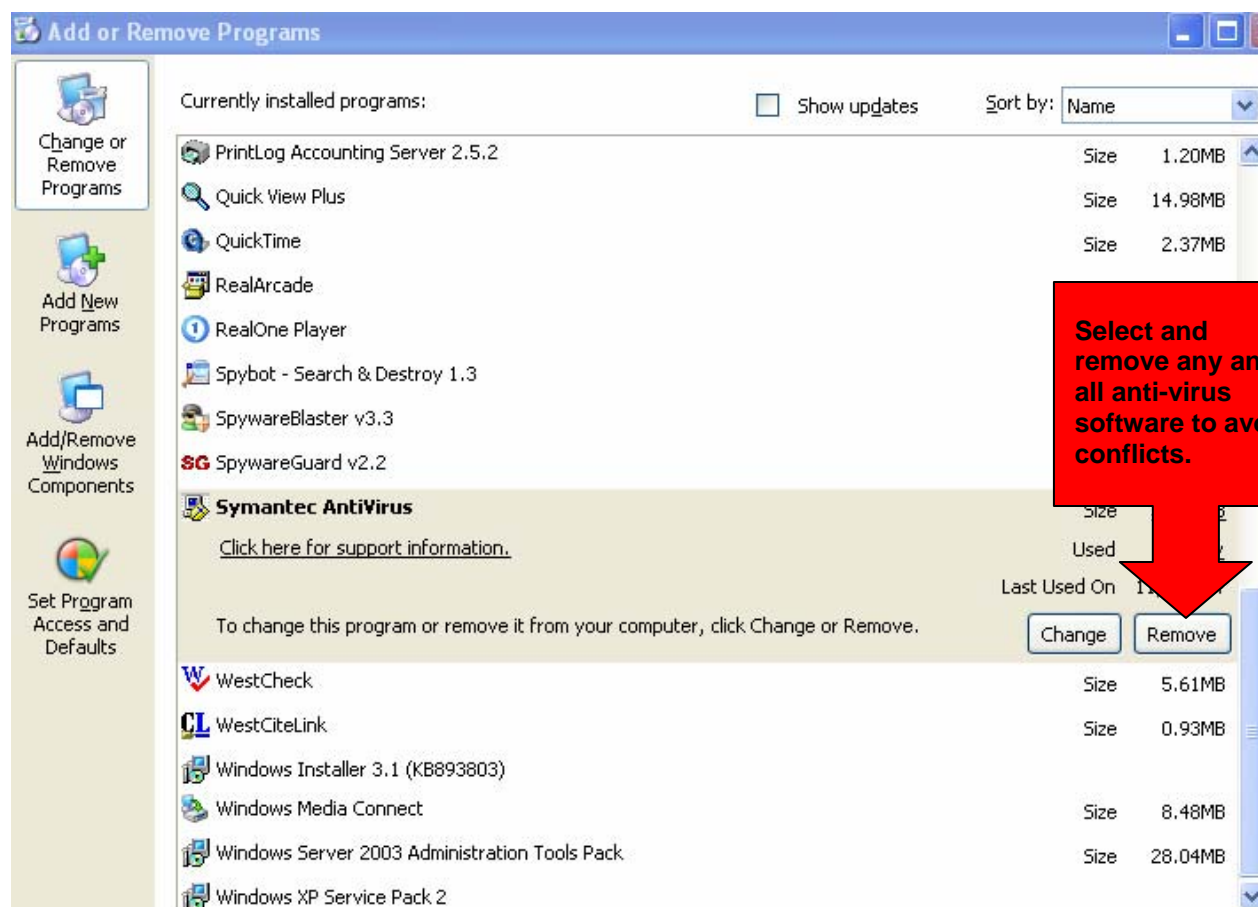 Add or Remove Programs
Change or
Remove
Programs
Add New
Programs
Add/Remove
Windows
Components
Set Program
Access and
Defaults
Currently installed programs:
Show updates
Sort by: Name
PrintLog Accounting Server 2.5.2 Size 1.20MB
Quick View Plus Size 14.98MB
QuickTime Size 2.37MB
RealArcade
RealOne Player
Spybot - Search & Destroy 1.3
SpywareBlaster v3.3
SG SpywareGuard v2.2
Select and
remove any
all anti-virus
software to
conflicts.
Symantec AntiVirus Size
Click here for support information. Used
Last Used On
To change this program or remove it from your computer, click Change or Remove. Change Remove
WestCheck Size 5.61MB
CL WestCiteLink Size 0.93MB
Windows Installer 3.1 (KB893803)
Windows Media Connect Size 8.48MB
Windows Server 2003 Administration Tools Pack Size 28.04MB
Windows XP Service Pack 2